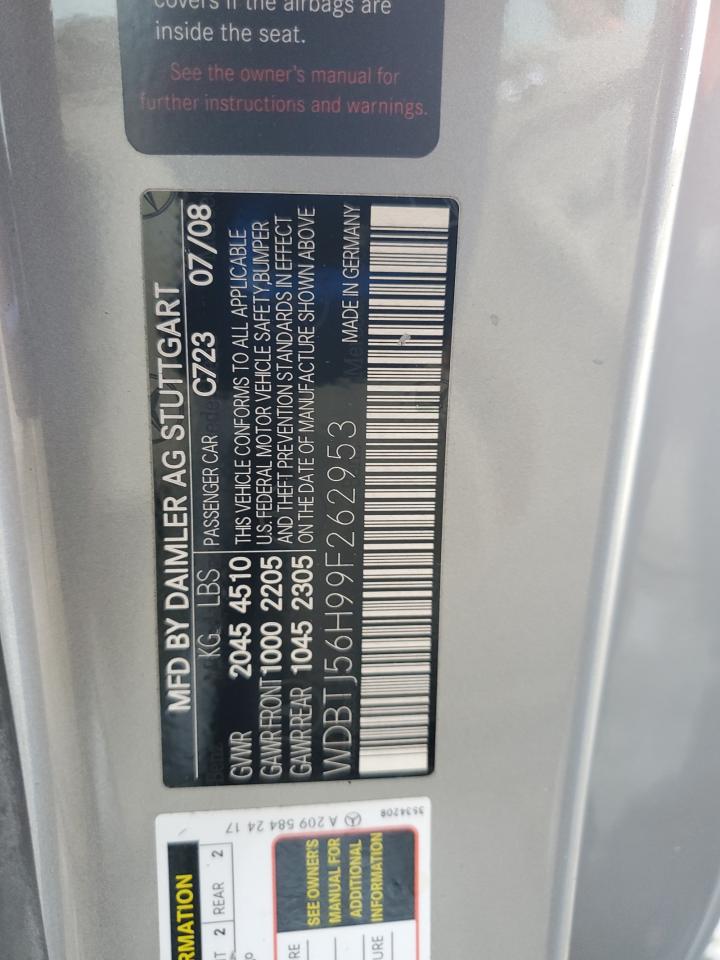 covers if the airbags are
inside the seat.
See the owner's manual for
further instructions and warnings.
MFD BY DAIMLER AG STUTTGART
KG LBS PASSENGER CAR C723 07/08
GVWR 2045 4510 THIS VEHICLE CONFORMS TO ALL APPLICABLE
GAWR FRONT 1000 2205 U.S. FEDERAL MOTOR VEHICLE SAFETY, BUMPER
AND THEFT PREVENTION STANDARDS IN EFFECT
GAWR REAR 1045 2305 ON THE DATE OF MANUFACTURE SHOWN ABOVE
WDBTJ56H99F262953 MADE IN GERMANY
A 209 584 24 17
3534208
RMATION
2 REAR 2
SEE OWNER'S
MANUAL FOR
ADDITIONAL
INFORMATION